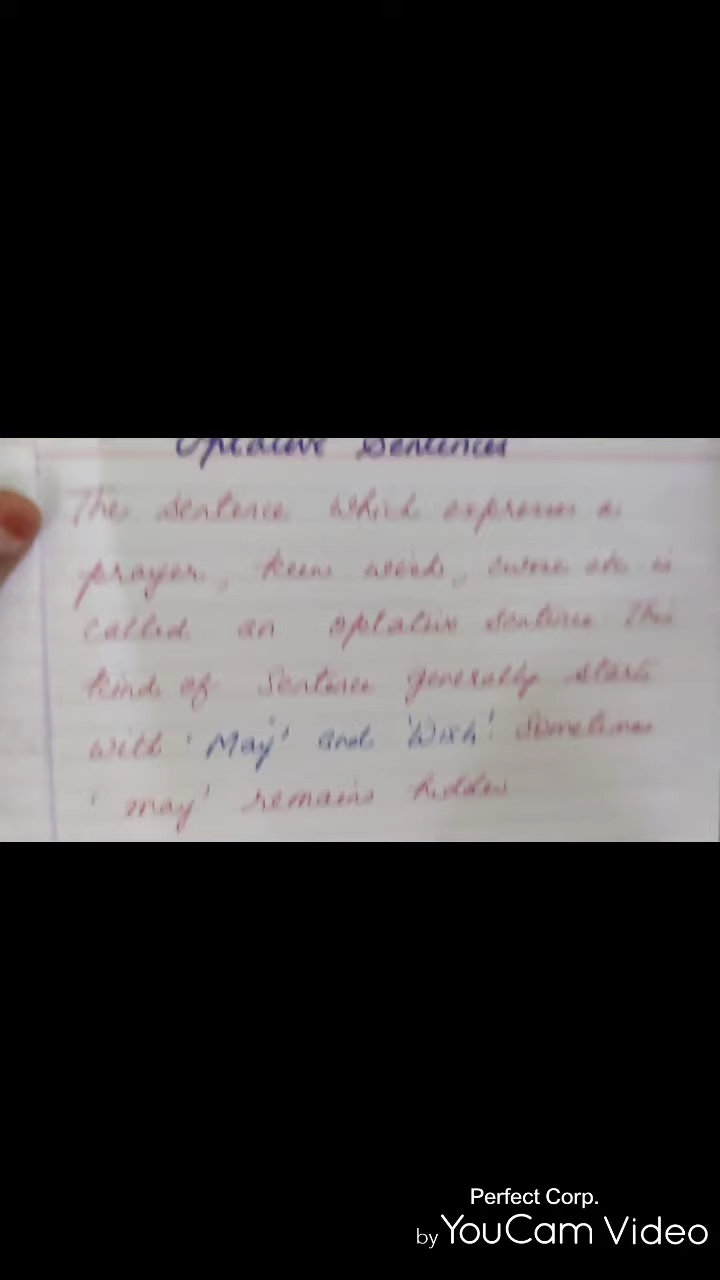 Optative Sentences
The sentence which expresses a
prayer, keen wish, curse etc is
called an optative sentence This
kind of Sentence generally starts
with 'May' and 'Wish'. Sometimes
'may' remains hidden
Perfect Corp.
by YouCam Video